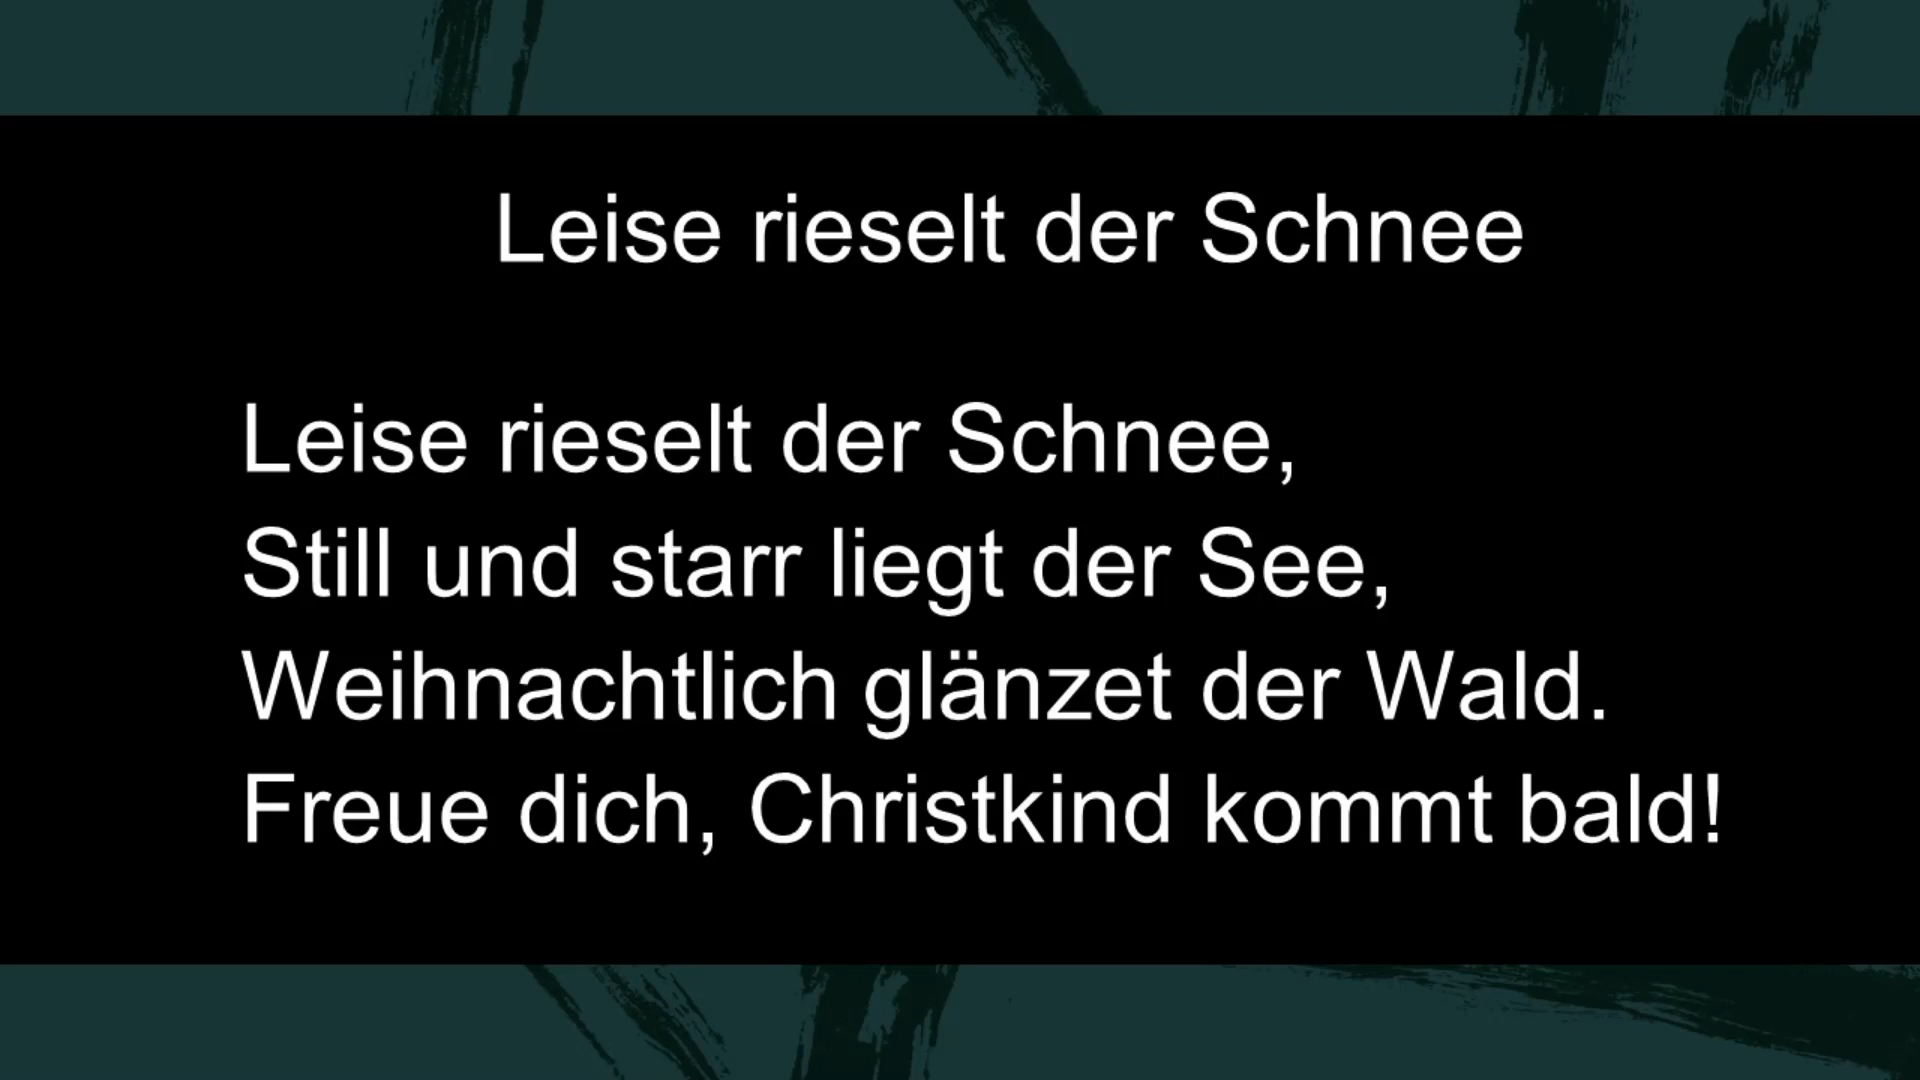 Leise rieselt der Schnee
Leise rieselt der Schnee,
Still und starr liegt der See,
Weihnachtlich glänzet der Wald.
Freue dich, Christkind kommt bald!